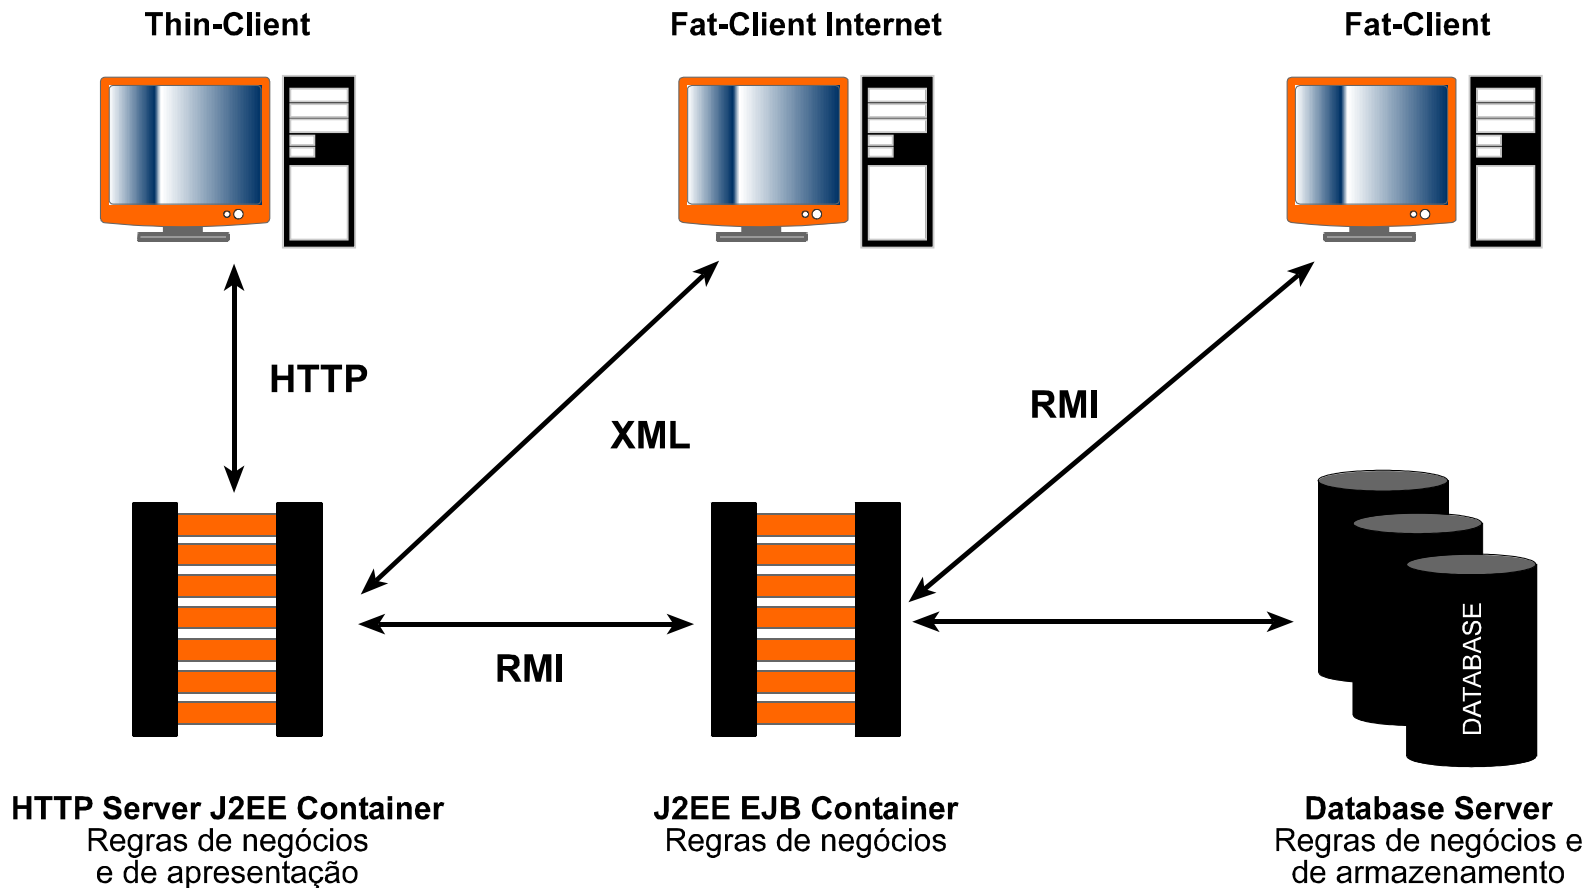 Thin-Client
Fat-Client Internet
Fat-Client
HTTP
XML
RMI
RMI
DATABASE
HTTP Server J2EE Container
Regras de negócios
e de apresentação
J2EE EJB Container
Regras de negócios
Database Server
Regras de negócios e
de armazenamento